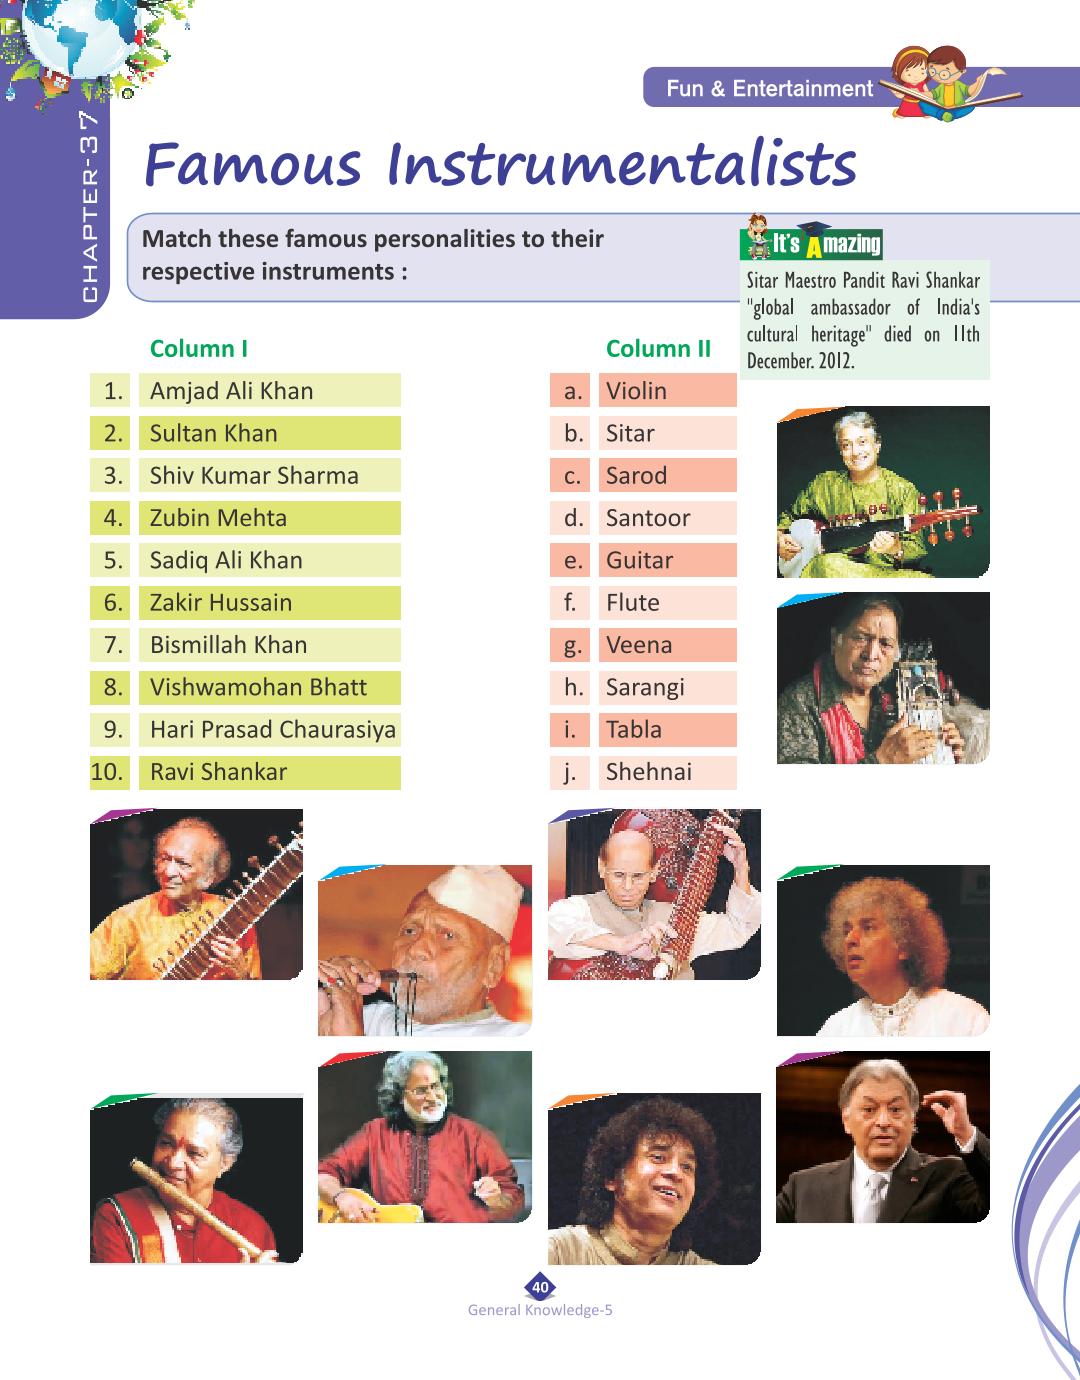 CHAPTER-37
Fun & Entertainment
Famous Instrumentalists
Match these famous personalities to their
respective instruments :
It's Amazing
Sitar Maestro Pandit Ravi Shankar
"global ambassador of India's
cultural heritage" died on 11th
December. 2012.
Column I
1. Amjad Ali Khan
2. Sultan Khan
3. Shiv Kumar Sharma
4. Zubin Mehta
5. Sadiq Ali Khan
6. Zakir Hussain
7. Bismillah Khan
8. Vishwamohan Bhatt
9. Hari Prasad Chaurasiya
10. Ravi Shankar
Column II
a. Violin
b. Sitar
c. Sarod
d. Santoor
e. Guitar
f. Flute
g. Veena
h. Sarangi
i. Tabla
j. Shehnai
40
General Knowledge-5